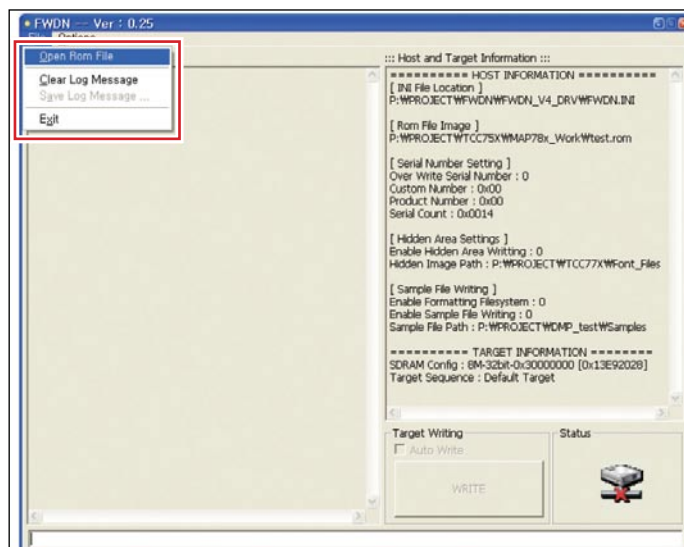 FWDN --- Ver : 0.25
File Options
Open Rom File
Clear Log Message
Save Log Message ...
Exit
::: Host and Target Information :::
========== HOST INFORMATION ==========
[ INI File Location ]
P:₩PROJECT₩FWDN₩FWDN_V4_DRV₩FWDN.INI
[ Rom File Image ]
P:₩PROJECT₩TCC75X₩MAP78x_Work₩test.rom
[ Serial Number Setting ]
Over Write Serial Number : 0
Custom Number : 0x00
Product Number : 0x00
Serial Count : 0x0014
[ Hidden Area Settings ]
Enable Hidden Area Writting : 0
Hidden Image Path : P:₩PROJECT₩TCC77X₩Font_Files
[ Sample File Writing ]
Enable Formatting Filesystem : 0
Enable Sample File Writing : 0
Sample File Path : P:₩PROJECT₩DMP_test₩Samples
========== TARGET INFORMATION ========
SDRAM Config : 8M-32bit-0x30000000 [0x13E92028]
Target Sequence : Default Target
Target Writing
Auto Write
WRITE
Status